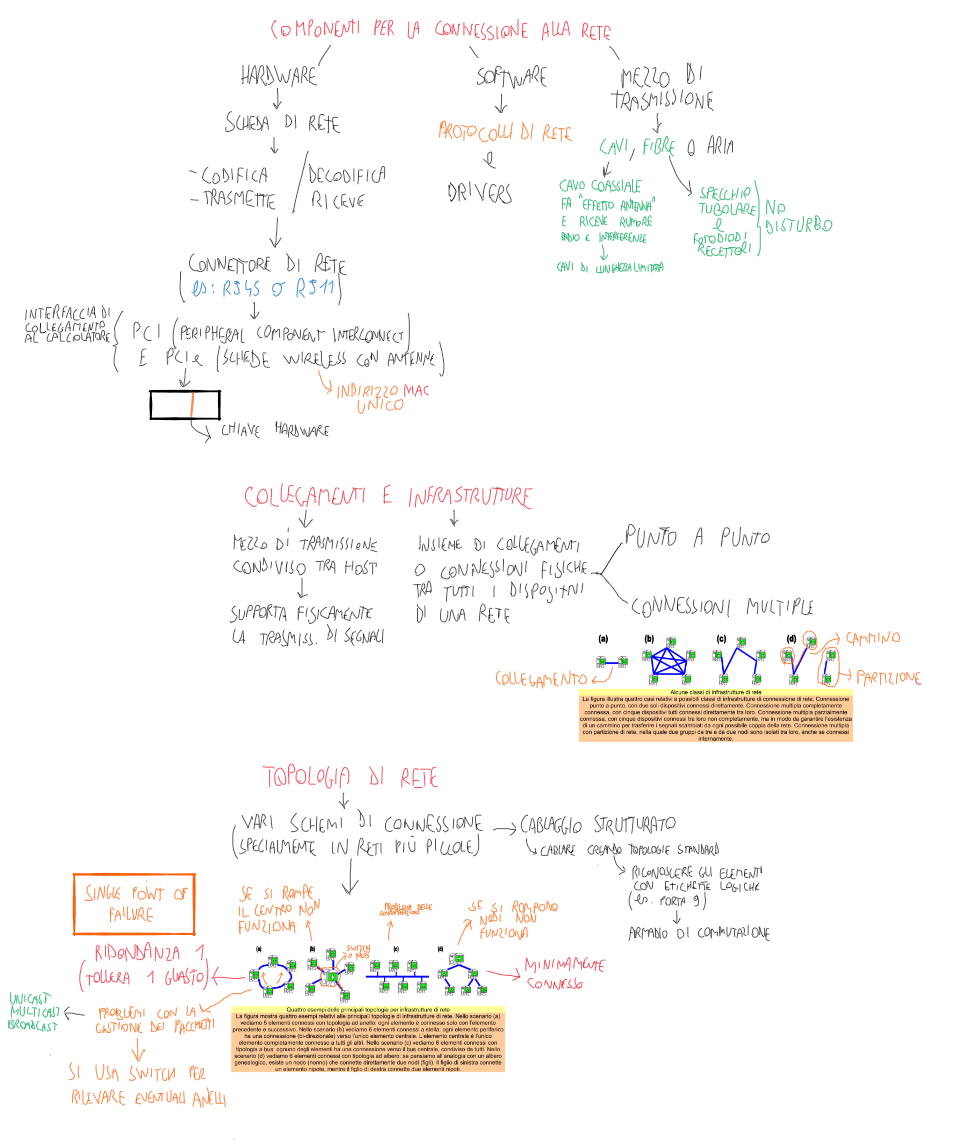 COMPONENTI PER LA CONNESSIONE ALLA RETE
HARDWARE
SCHEDA DI RETE
- CODIFICA / DECODIFICA
- TRASMETTE / RICEVE
CONNETTORE DI RETE
(es: RJ45 O RJ11)
INTERFACCIA DI
COLLEGAMENTO
AL CALCOLATORE
PCI (PERIPHERAL COMPONENT INTERCONNECT)
E PCIe (SCHEDE WIRELESS CON ANTENNE)
INDIRIZZO MAC
UNICO
CHIAVE HARDWARE
SOFTWARE
PROTOCOLLI DI RETE
e
DRIVERS
MEZZO DI
TRASMISSIONE
CAVI, FIBRE O ARIA
CAVO COASSIALE
FA "EFFETTO ANTENNA"
E RICEVE RUMORE
RADIO E INTERFERENZE
CAVI DI LUNGHEZZA LIMITATA
SPECCHIO
TUBOLARE
e
FOTODIODI
RECETTORI
NO
DISTURBO
COLLEGAMENTI E INFRASTRUTTURE
MEZZO DI TRASMISSIONE
CONDIVISO TRA HOST
SUPPORTA FISICAMENTE
LA TRASMISS. DI SEGNALI
INSIEME DI COLLEGAMENTI
O CONNESSIONI FISICHE
TRA TUTTI I DISPOSITIVI
DI UNA RETE
PUNTO A PUNTO
CONNESSIONI MULTIPLE
(a) (b) (c) (d)
CAMMINO
COLLEGAMENTO
PARTIZIONE
Alcune classi di infrastrutture di rete
La figura illustra quattro casi relativi a possibili classi di infrastrutture di connessione di rete. Connessione
punto a punto, con due soli dispositivi connessi direttamente. Connessione multipla completamente
connessa, con cinque dispositivi tutti connessi direttamente tra loro. Connessione multipla parzialmente
connessa, con cinque dispositivi connessi tra loro non completamente, ma in modo da garantire l'esistenza
di un cammino per trasferire i segnali scambiati da ogni possibile coppia della rete. Connessione multipla
con partizione di rete, nella quale due gruppi da tre e da due nodi sono isolati tra loro, anche se connessi
internamente.
TOPOLOGIA DI RETE
VARI SCHEMI DI CONNESSIONE
(SPECIALMENTE IN RETI PIÙ PICCOLE)
CABLAGGIO STRUTTURATO
CABLARE CREANDO TOPOLOGIE STANDARD
RICONOSCERE GLI ELEMENTI
CON ETICHETTE LOGICHE
(es. PORTA 9)
ARMADIO DI COMMUTAZIONE
SINGLE POINT OF
FAILURE
SE SI ROMPE
IL CENTRO NON
FUNZIONA
PROBLEMA DELLE
SE SI ROMPONO
NODI NON
FUNZIONA
RIDONDANZA 1
(TOLLERA 1 GUASTO)
(a) (b) (c) (d)
SWITCH
O HUB
MINIMAMENTE
CONNESSO
UNICAST
MULTICAST
BROADCAST
PROBLEMI CON LA
GESTIONE DEI PACCHETTI
SI USA SWITCH PER
RILEVARE EVENTUALI ANELLI
Quattro esempi delle principali topologie per infrastrutture di rete
La figura mostra quattro esempi relativi alle principali topologie di infrastrutture di rete. Nello scenario (a)
vediamo 6 elementi connessi con topologia ad anello: ogni elemento è connesso solo con l'elemento
precedente e successivo. Nello scenario (b) vediamo 6 elementi connessi a stella: ogni elemento periferico
ha una connessione (bi-direzionale) verso l'unico elemento centrale. L'elemento centrale è l'unico
elemento completamente connesso a tutti gli altri. Nello scenario (c) vediamo 6 elementi connessi con
tipologia a bus: ognuno degli elementi ha una connessione verso il bus centrale, condiviso da tutti. Nello
scenario (d) vediamo 6 elementi connessi con tipologia ad albero: se pensiamo all'analogia con un albero
genealogico, esiste un nodo (nonno) che connette direttamente due nodi (figli). Il figlio di sinistra connette
un elemento nipote, mentre il figlio di destra connette due elementi nipoti.